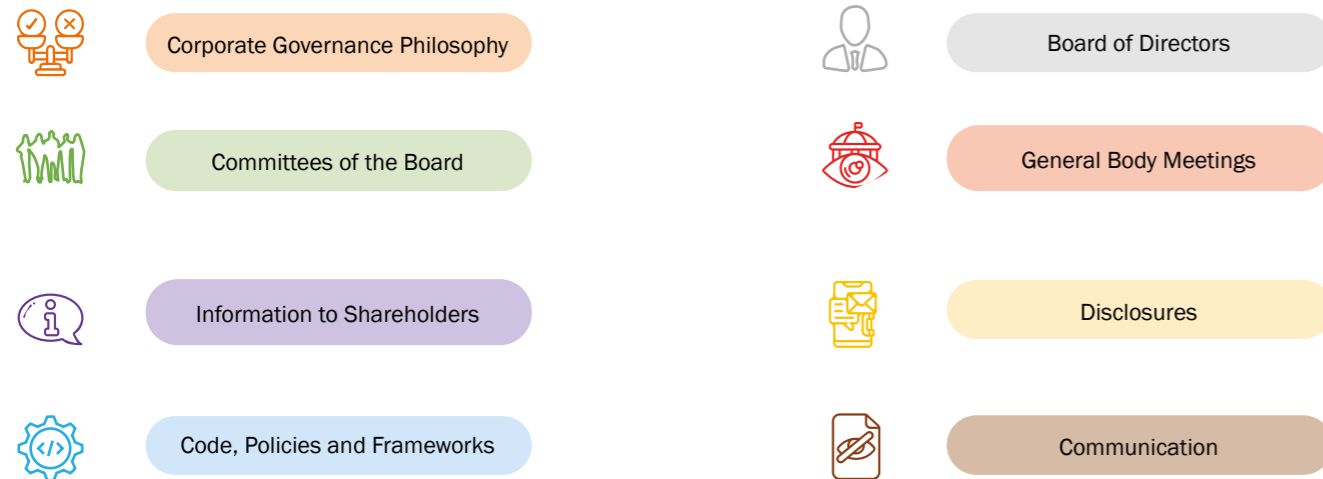 Corporate Governance Philosophy
Board of Directors
Committees of the Board
General Body Meetings
Information to Shareholders
Disclosures
Code, Policies and Frameworks
Communication